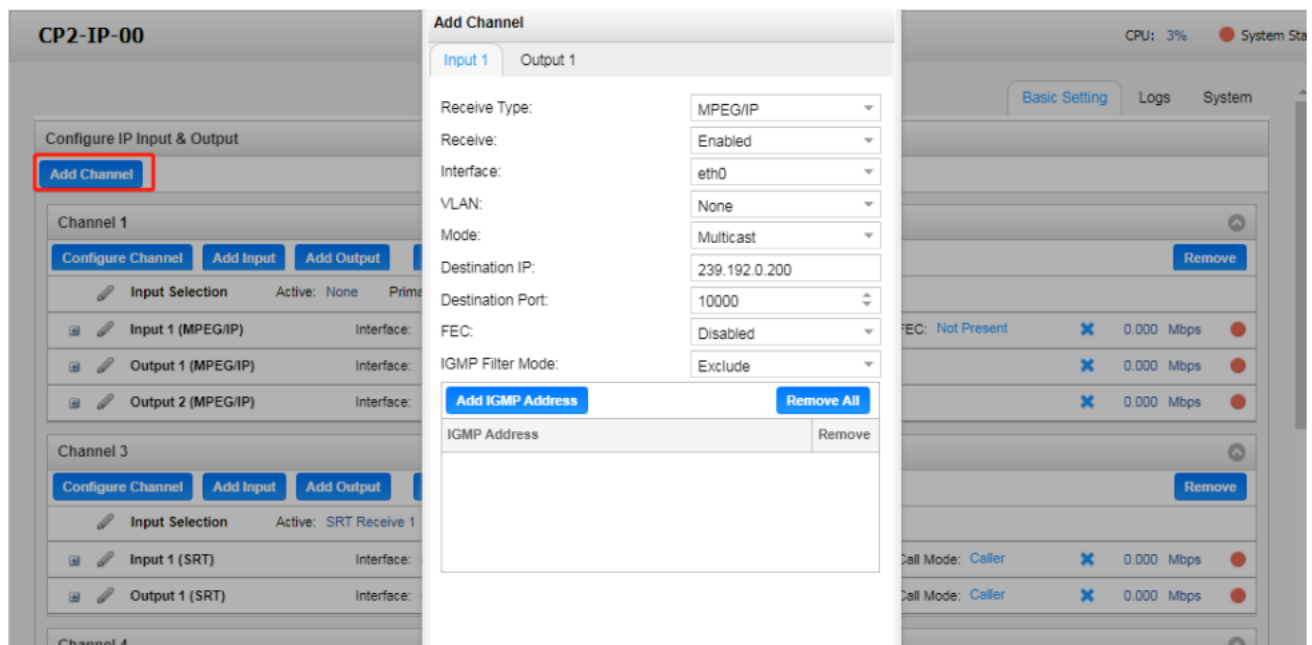 CP2-IP-00
CPU: 3%
System Sta
Basic Setting
Logs
System
Configure IP Input & Output
Add Channel
Channel 1
Configure Channel
Add Input
Add Output
Remove
Input Selection Active: None Prima
Input 1 (MPEG/IP) Interface: FEC: Not Present 0.000 Mbps
Output 1 (MPEG/IP) Interface: 0.000 Mbps
Output 2 (MPEG/IP) Interface: 0.000 Mbps
Channel 3
Configure Channel
Add Input
Add Output
Remove
Input Selection Active: SRT Receive 1
Input 1 (SRT) Interface: Call Mode: Caller 0.000 Mbps
Output 1 (SRT) Interface: Call Mode: Caller 0.000 Mbps
Channel 4
Add Channel
Input 1
Output 1
Receive Type: MPEG/IP
Receive: Enabled
Interface: eth0
VLAN: None
Mode: Multicast
Destination IP: 239.192.0.200
Destination Port: 10000
FEC: Disabled
IGMP Filter Mode: Exclude
Add IGMP Address
Remove All
IGMP Address
Remove